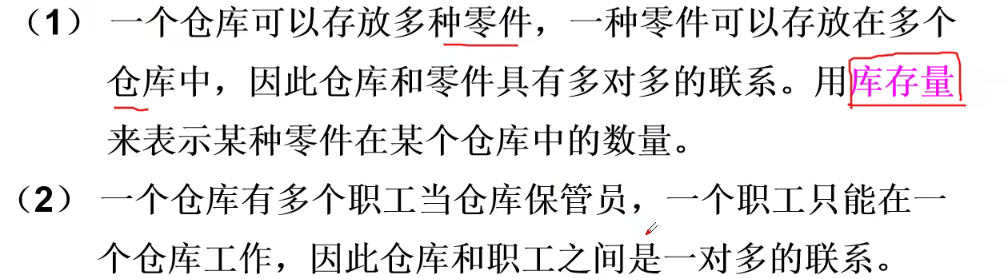 （1） 一个仓库可以存放多种零件，一种零件可以存放在多个
仓库中，因此仓库和零件具有多对多的联系。用库存量
来表示某种零件在某个仓库中的数量。
（2） 一个仓库有多个职工当仓库保管员，一个职工只能在一
个仓库工作，因此仓库和职工之间是一对多的联系。